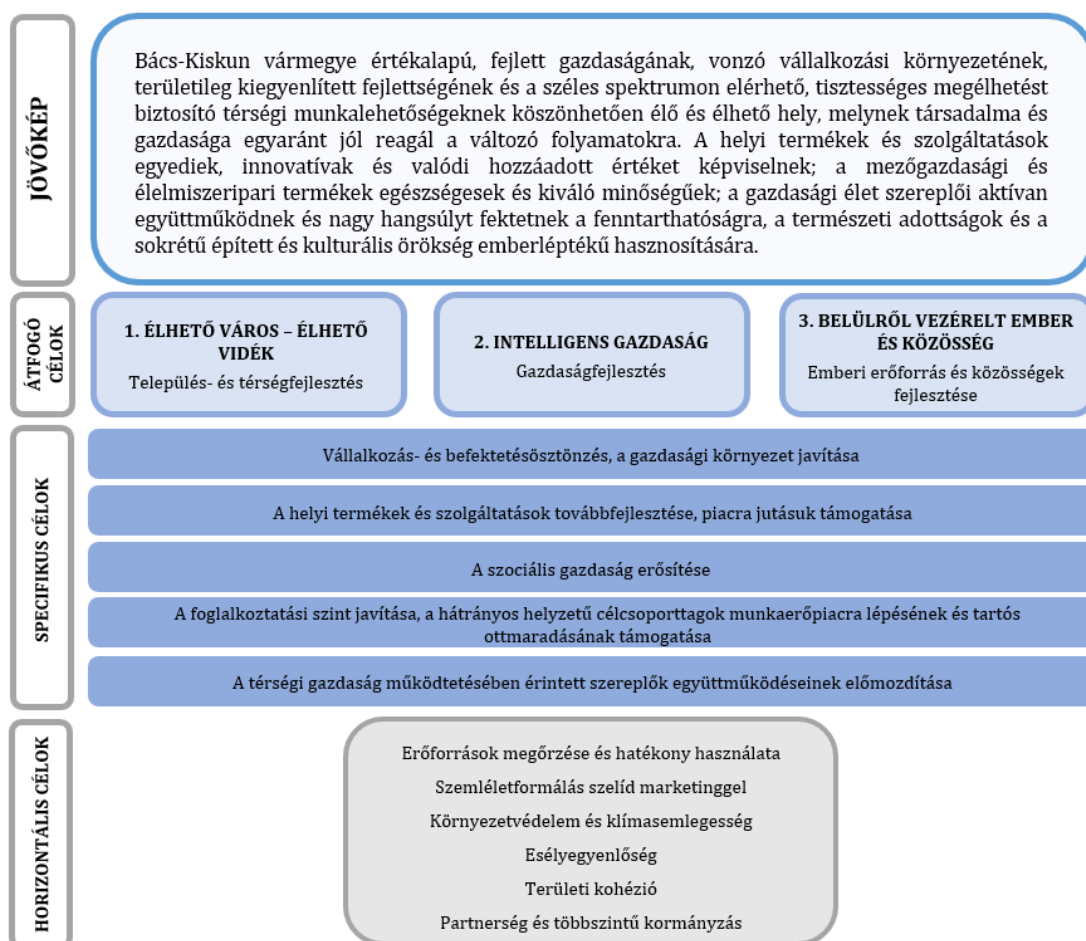 JÖVŐKÉP
Bács-Kiskun vármegye értékalapú, fejlett gazdaságának, vonzó vállalkozási környezetének,
területileg kiegyenlített fejlettségének és a széles spektrumon elérhető, tisztességes megélhetést
biztosító térségi munkalehetőségeknek köszönhetően élő és élhető hely, melynek társadalma és
gazdasága egyaránt jól reagál a változó folyamatokra. A helyi termékek és szolgáltatások
egyediek, innovatívak és valódi hozzáadott értéket képviselnek; a mezőgazdasági és
élelmiszeripari termékek egészségesek és kiváló minőségűek; a gazdasági élet szereplői aktívan
együttműködnek és nagy hangsúlyt fektetnek a fenntarthatóságra, a természeti adottságok és a
sokrétű épített és kulturális örökség emberléptékű hasznosítására.
ÁTFOGÓ
CÉLOK
1. ÉLHETŐ VÁROS – ÉLHETŐ
VIDÉK
Település- és térségfejlesztés
2. INTELLIGENS GAZDASÁG
Gazdaságfejlesztés
3. BELÜLRŐL VEZÉRELT EMBER
ÉS KÖZÖSSÉG
Emberi erőforrás és közösségek
fejlesztése
SPECIFIKUS CÉLOK
Vállalkozás- és befektetésösztönzés, a gazdasági környezet javítása
A helyi termékek és szolgáltatások továbbfejlesztése, piacra jutásuk támogatása
A szociális gazdaság erősítése
A foglalkoztatási szint javítása, a hátrányos helyzetű célcsoporttagok munkaerőpiacra lépésének és tartós
ottmaradásának támogatása
A térségi gazdaság működtetésében érintett szereplők együttműködéseinek előmozdítása
HORIZONTÁLIS CÉLOK
Erőforrások megőrzése és hatékony használata
Szemléletformálás szelíd marketinggel
Környezetvédelem és klímasemlegesség
Esélyegyenlőség
Területi kohézió
Partnerség és többszintű kormányzás